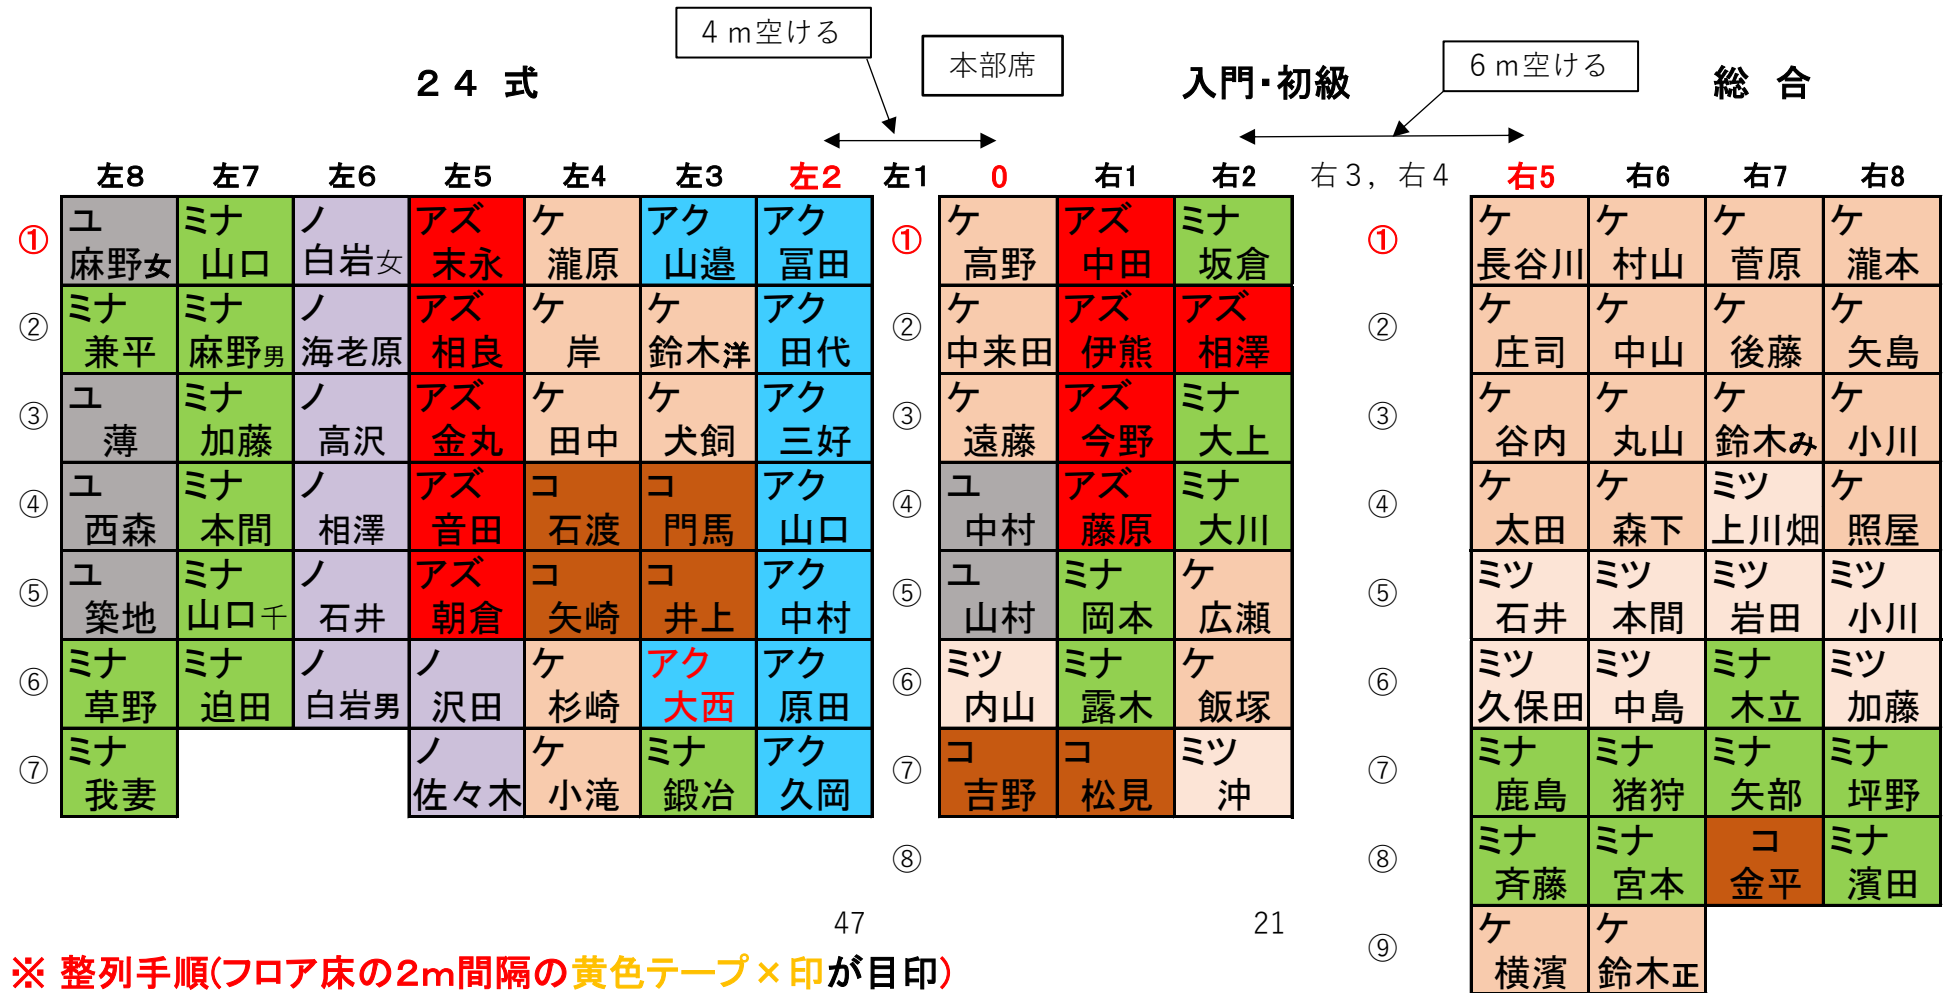 ４ｍ空ける
本部席
６ｍ空ける
２４ 式
入門・初級
総 合
左8 左7 左6 左5 左4 左3 左2 左1 0 右1 右2 右３，右４ 右5 右6 右7 右8
① ユ ミナ ノ アズ ケ アク アク ① ケ アズ ミナ ① ケ ケ ケ ケ
麻野女 山口 白岩女 末永 瀧原 山邉 冨田 高野 中田 坂倉 長谷川 村山 菅原 瀧本
② ミナ ミナ ノ アズ ケ ケ アク ② ケ アズ アズ ② ケ ケ ケ ケ
兼平 麻野男 海老原 相良 岸 鈴木洋 田代 中来田 伊熊 相澤 庄司 中山 後藤 矢島
③ ユ ミナ ノ アズ ケ ケ アク ③ ケ アズ ミナ ③ ケ ケ ケ ケ
薄 加藤 高沢 金丸 田中 犬飼 三好 遠藤 今野 大上 谷内 丸山 鈴木み 小川
④ ユ ミナ ノ アズ コ コ アク ④ ユ アズ ミナ ④ ケ ケ ミツ ケ
西森 本間 相澤 音田 石渡 門馬 山口 中村 藤原 大川 太田 森下 上川畑 照屋
⑤ ユ ミナ ノ アズ コ コ アク ⑤ ユ ミナ ケ ⑤ ミツ ミツ ミツ ミツ
築地 山口千 石井 朝倉 矢崎 井上 中村 山村 岡本 広瀬 石井 本間 岩田 小川
⑥ ミナ ミナ ノ ノ ケ アク アク ⑥ ミツ ミナ ケ ⑥ ミツ ミツ ミナ ミツ
草野 迫田 白岩男 沢田 杉崎 大西 原田 内山 露木 飯塚 久保田 中島 木立 加藤
⑦ ミナ ノ ケ ミナ アク ⑦ コ コ ミツ ⑦ ミナ ミナ ミナ ミナ
我妻 佐々木 小滝 鍛冶 久岡 吉野 松見 沖 鹿島 猪狩 矢部 坪野
⑧ ⑧ ミナ ミナ コ ミナ
斉藤 宮本 金平 濱田
47 21 ⑨ ケ ケ
横濱 鈴木正
※ 整列手順(フロア床の2ｍ間隔の黄色テープ×印が目印)